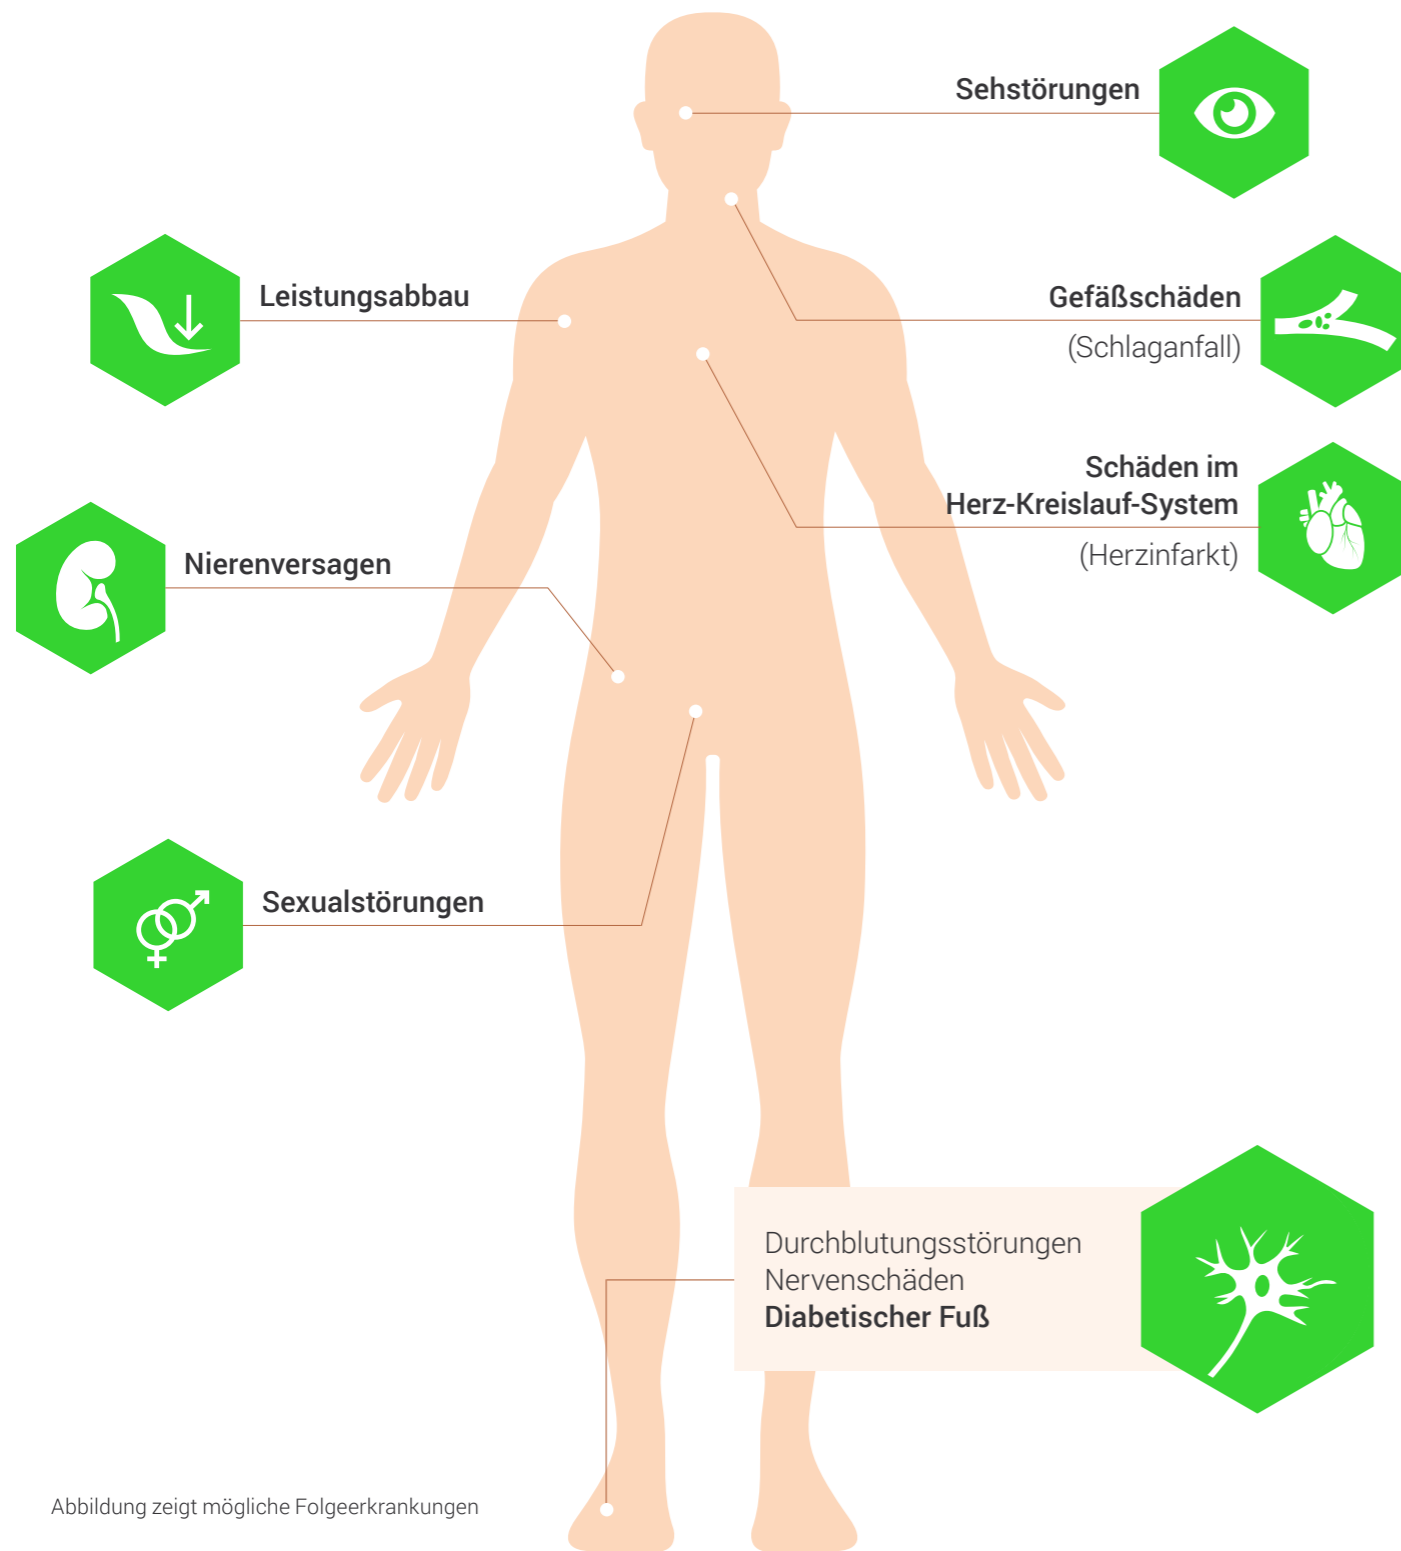 Sehstörungen
Leistungsabbau
Gefäßschäden
(Schlaganfall)
Schäden im
Herz-Kreislauf-System
(Herzinfarkt)
Nierenversagen
Sexualstörungen
Durchblutungsstörungen
Nervenschäden
Diabetischer Fuß
Abbildung zeigt mögliche Folgeerkrankungen